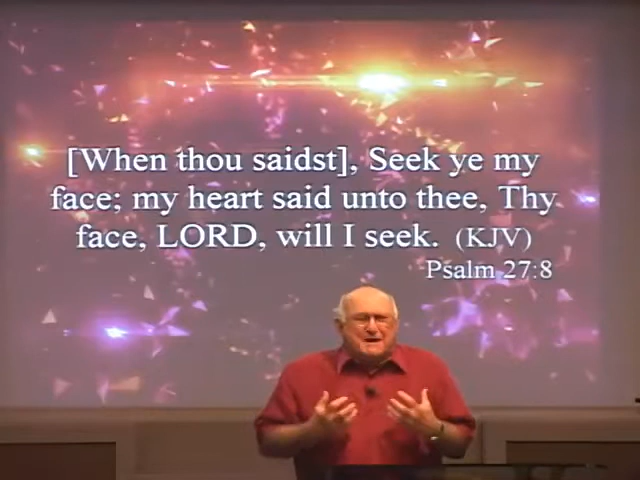 [When thou saidst], Seek ye my
face; my heart said unto thee, Thy
face, LORD, will I seek. (KJV)
Psalm 27:8